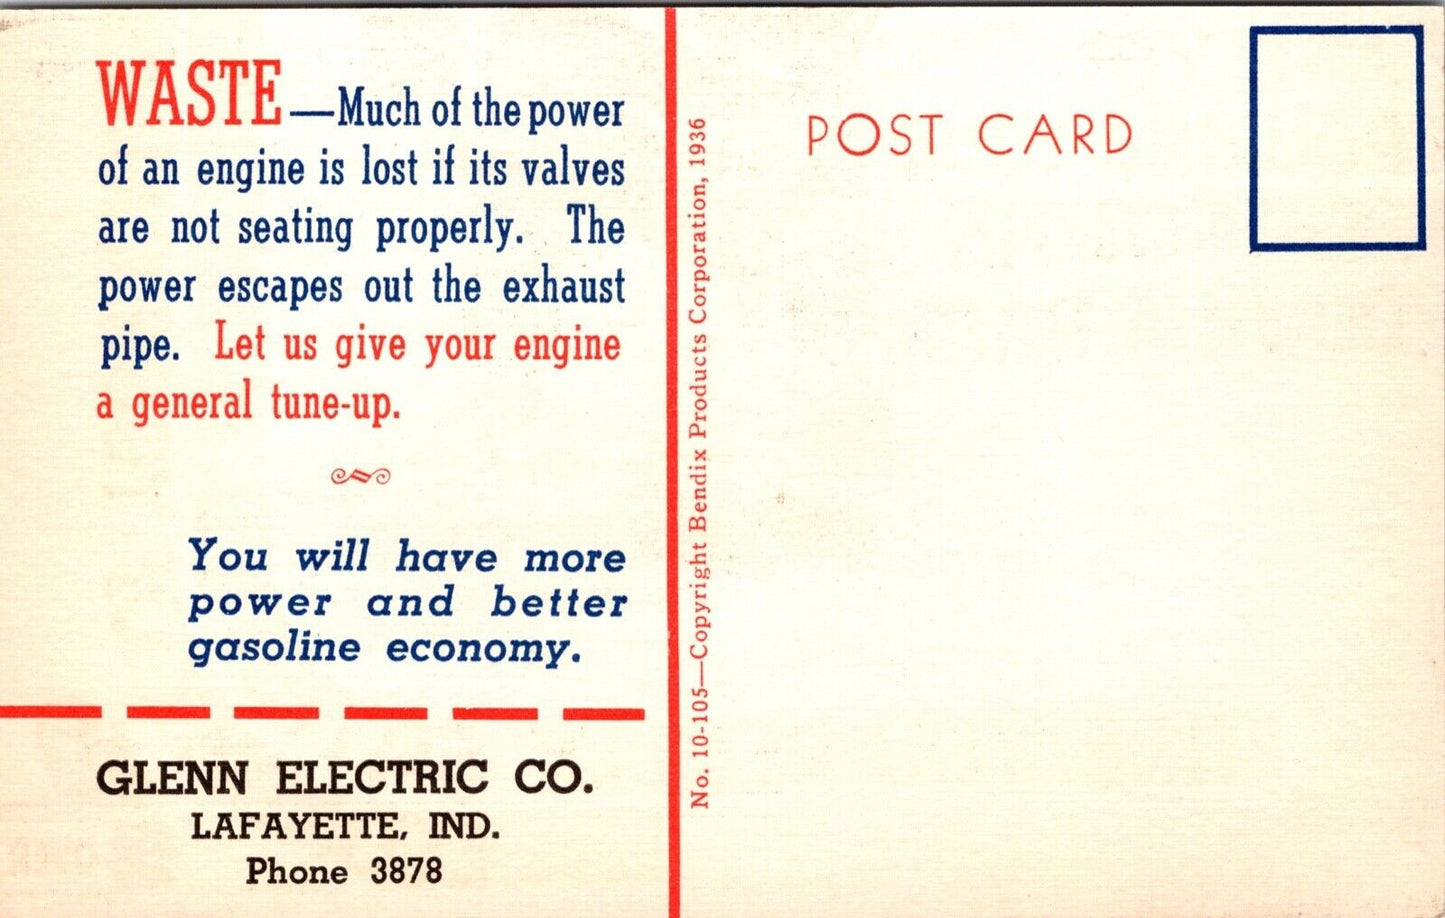 WASTE—Much of the power
of an engine is lost if its valves
are not seating properly. The
power escapes out the exhaust
pipe. Let us give your engine
a general tune-up.
You will have more
power and better
gasoline economy.
GLENN ELECTRIC CO.
LAFAYETTE, IND.
Phone 3878
No. 10-105—Copyright Bendix Products Corporation, 1936
POST CARD